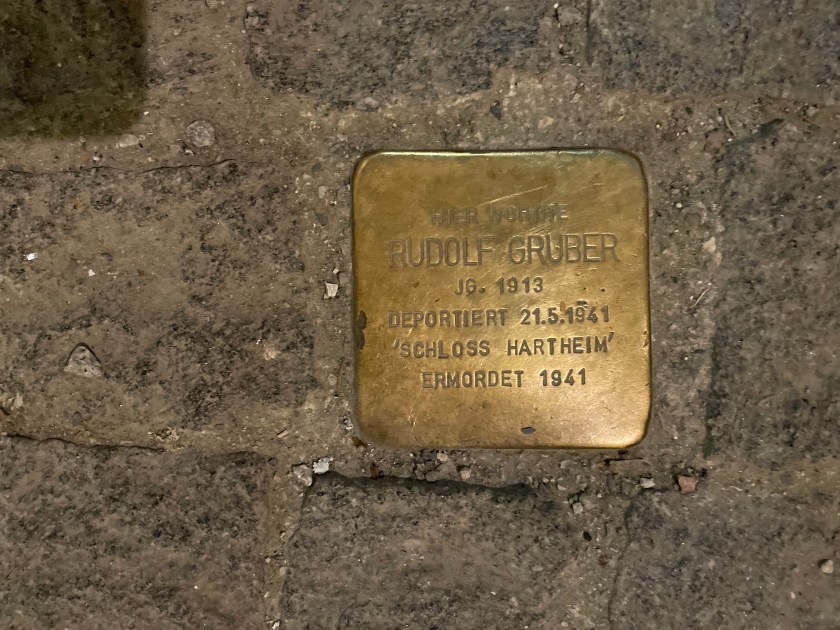 HIER WOHNTE
RUDOLF GRUBER
JG. 1913
DEPORTIERT 21.5.1941
'SCHLOSS HARTHEIM'
ERMORDET 1941